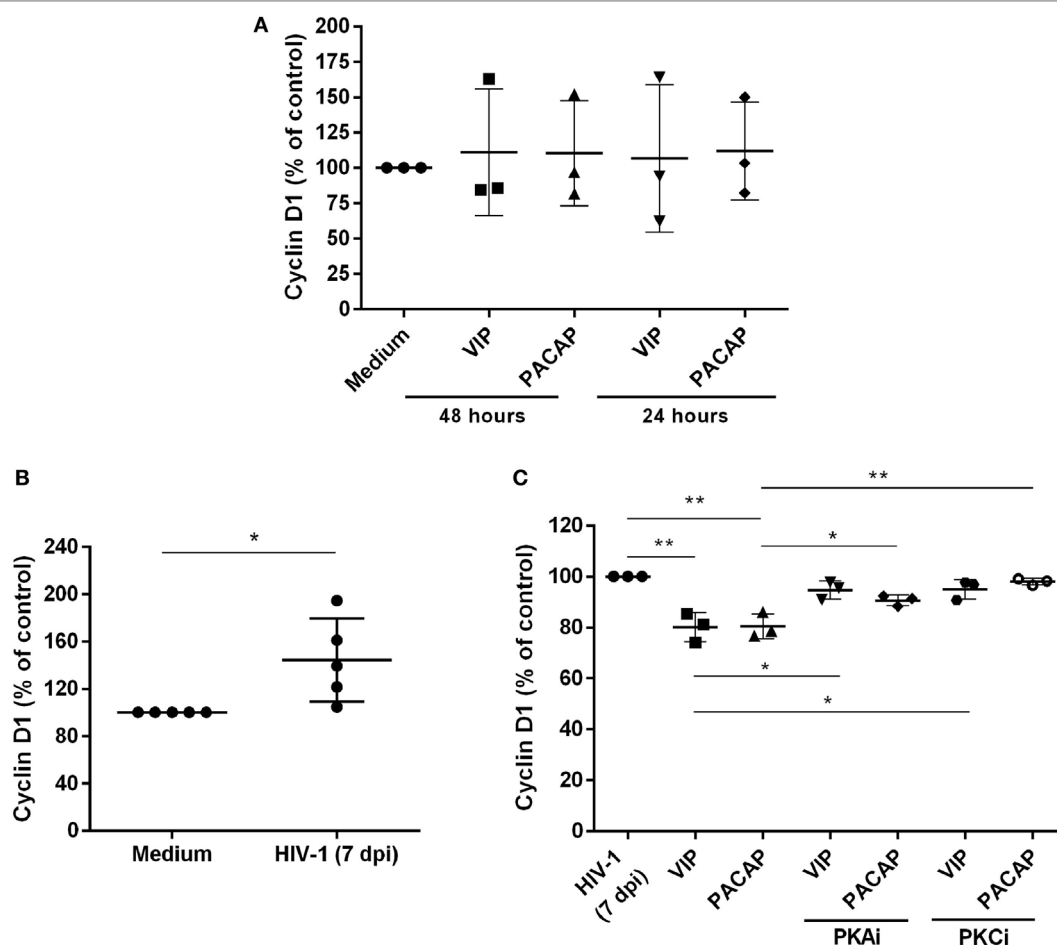 A
Cyclin D1 (% of control)
200
175
150
125
100
75
50
25
0
Medium
VIP
PACAP
VIP
PACAP
48 hours
24 hours
B
Cyclin D1 (% of control)
240
200
160
120
80
40
0
*
Medium
HIV-1 (7 dpi)
C
Cyclin D1 (% of control)
120
100
80
60
40
20
0
**
**
**
*
*
*
HIV-1
(7 dpi)
VIP
PACAP
VIP
PACAP
VIP
PACAP
PKAi
PKCi